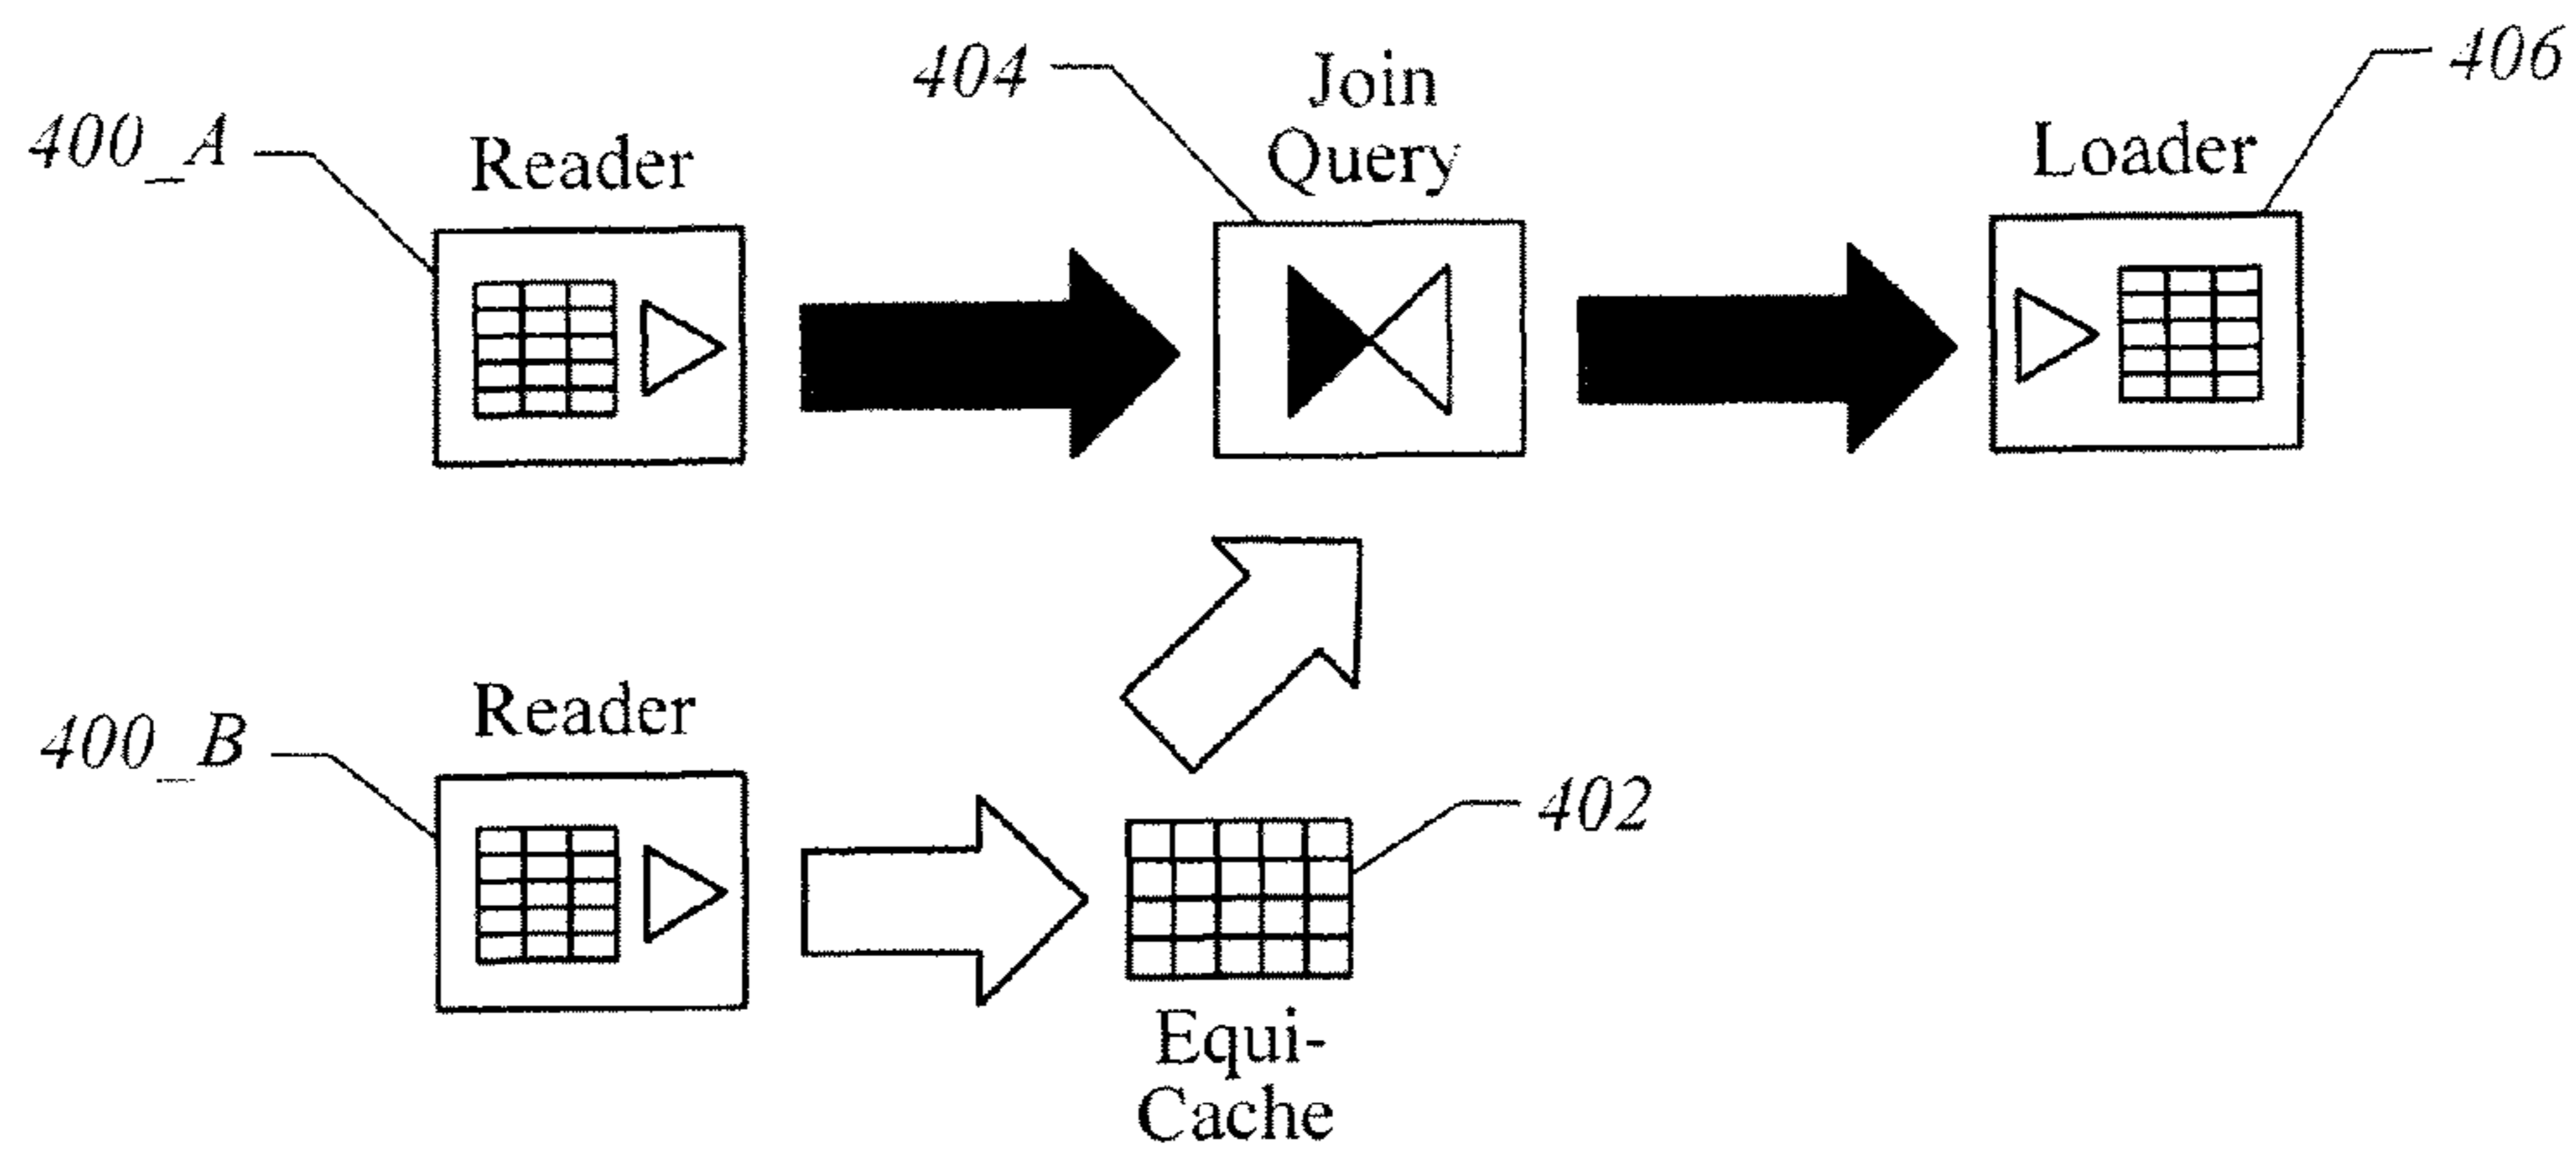 404
Join
Query
406
400_A
Reader
Loader
Reader
400_B
402
Equi-
Cache